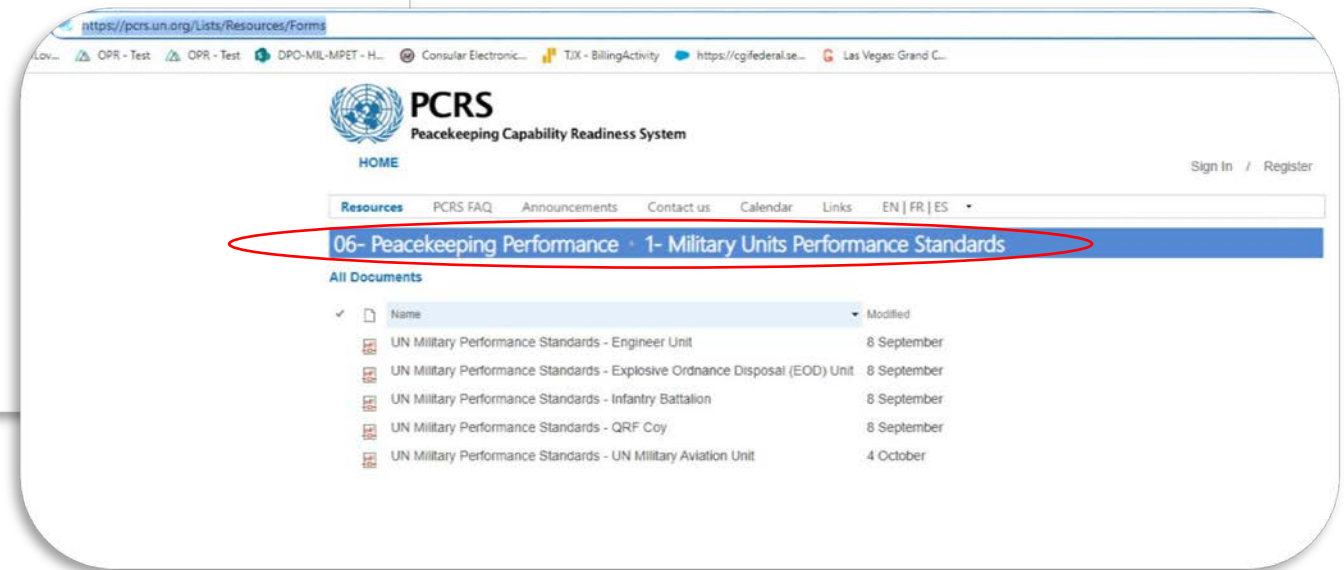 https://pcrs.un.org/Lists/Resources/Forms
Lov... OPR - Test OPR - Test DPO-MIL-MPET - H... Consular Electronic... TJX - BillingActivity https://cgifederal.se... Las Vegas: Grand C...
PCRS
Peacekeeping Capability Readiness System
HOME
Sign In / Register
Resources PCRS FAQ Announcements Contact us Calendar Links EN | FR | ES
06- Peacekeeping Performance • 1- Military Units Performance Standards
All Documents
Name Modified
UN Military Performance Standards - Engineer Unit 8 September
UN Military Performance Standards - Explosive Ordnance Disposal (EOD) Unit 8 September
UN Military Performance Standards - Infantry Battalion 8 September
UN Military Performance Standards - QRF Coy 8 September
UN Military Performance Standards - UN Military Aviation Unit 4 October